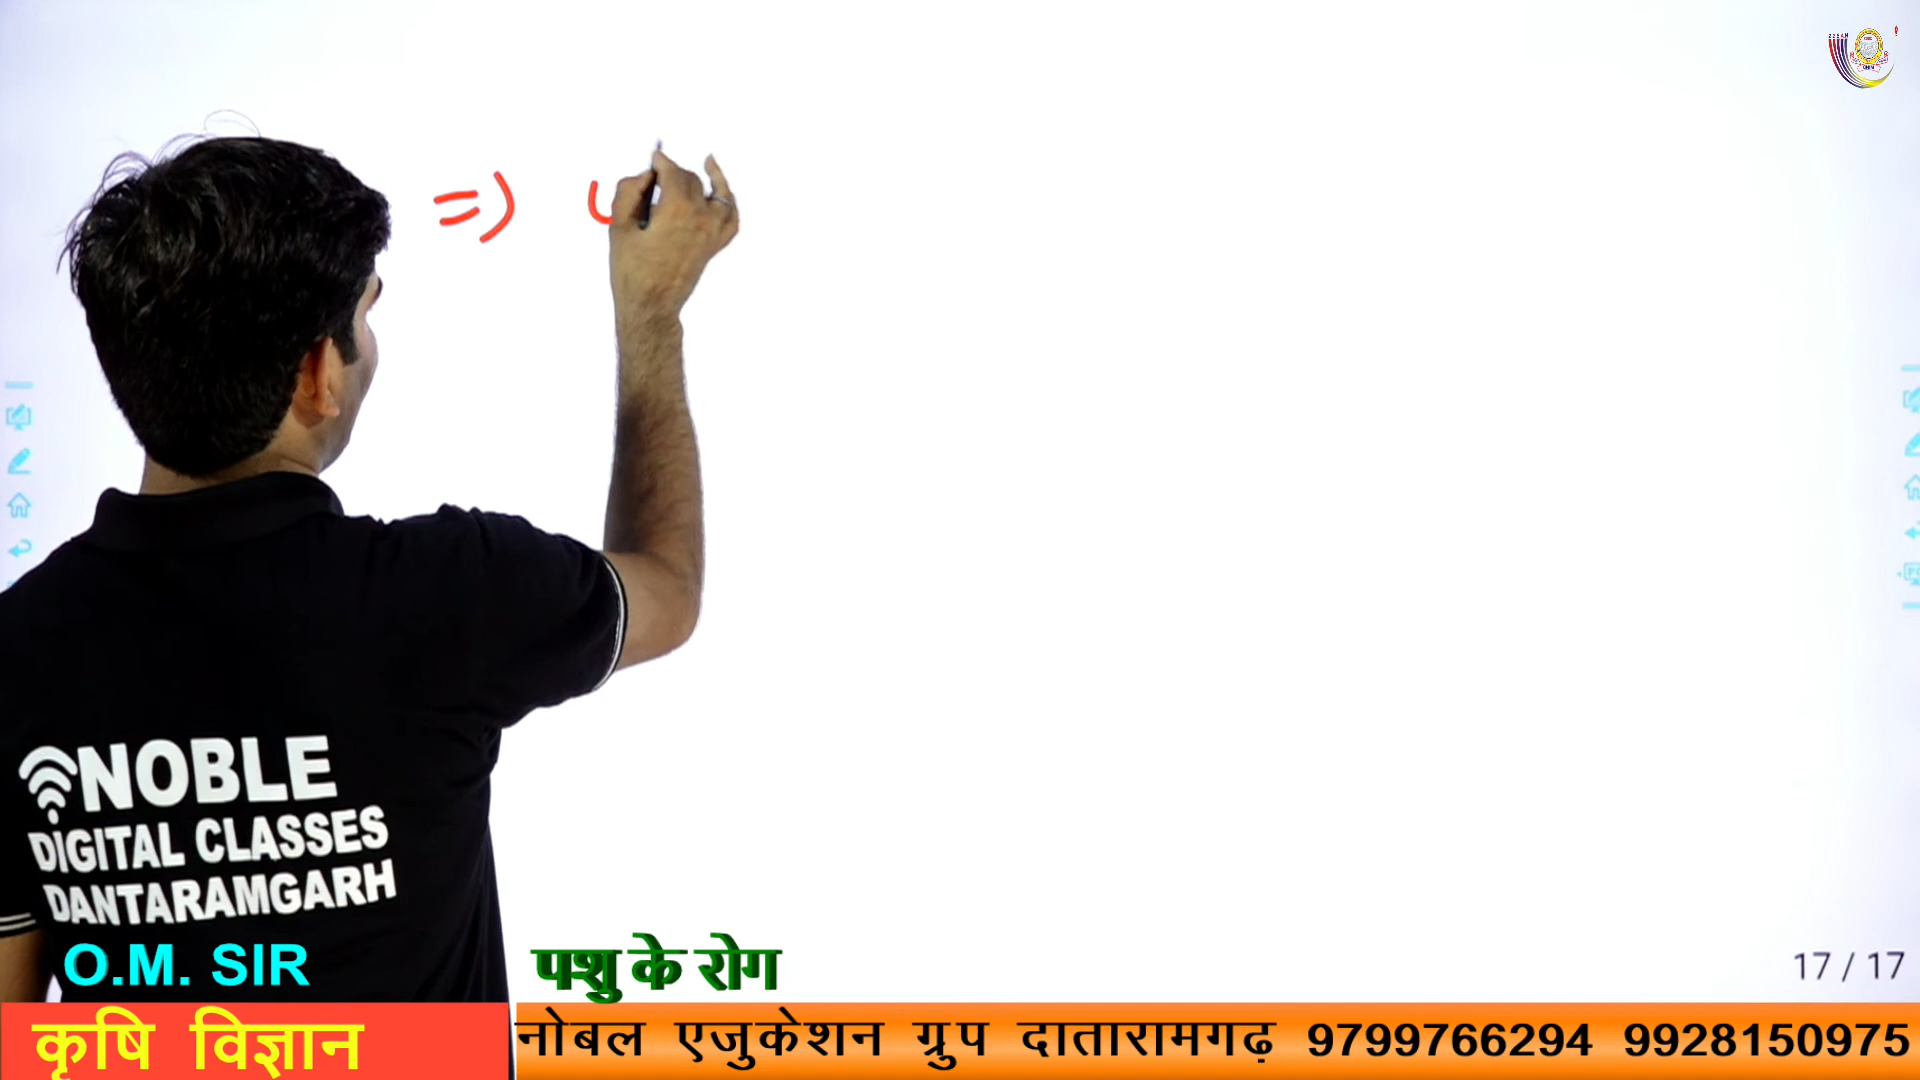 =>
NOBLE
DIGITAL CLASSES
DANTARAMGARH
O.M. SIR
पशु के रोग
17 / 17
कृषि विज्ञान
नोबल एजुकेशन ग्रुप दातारामगढ़ 9799766294 9928150975